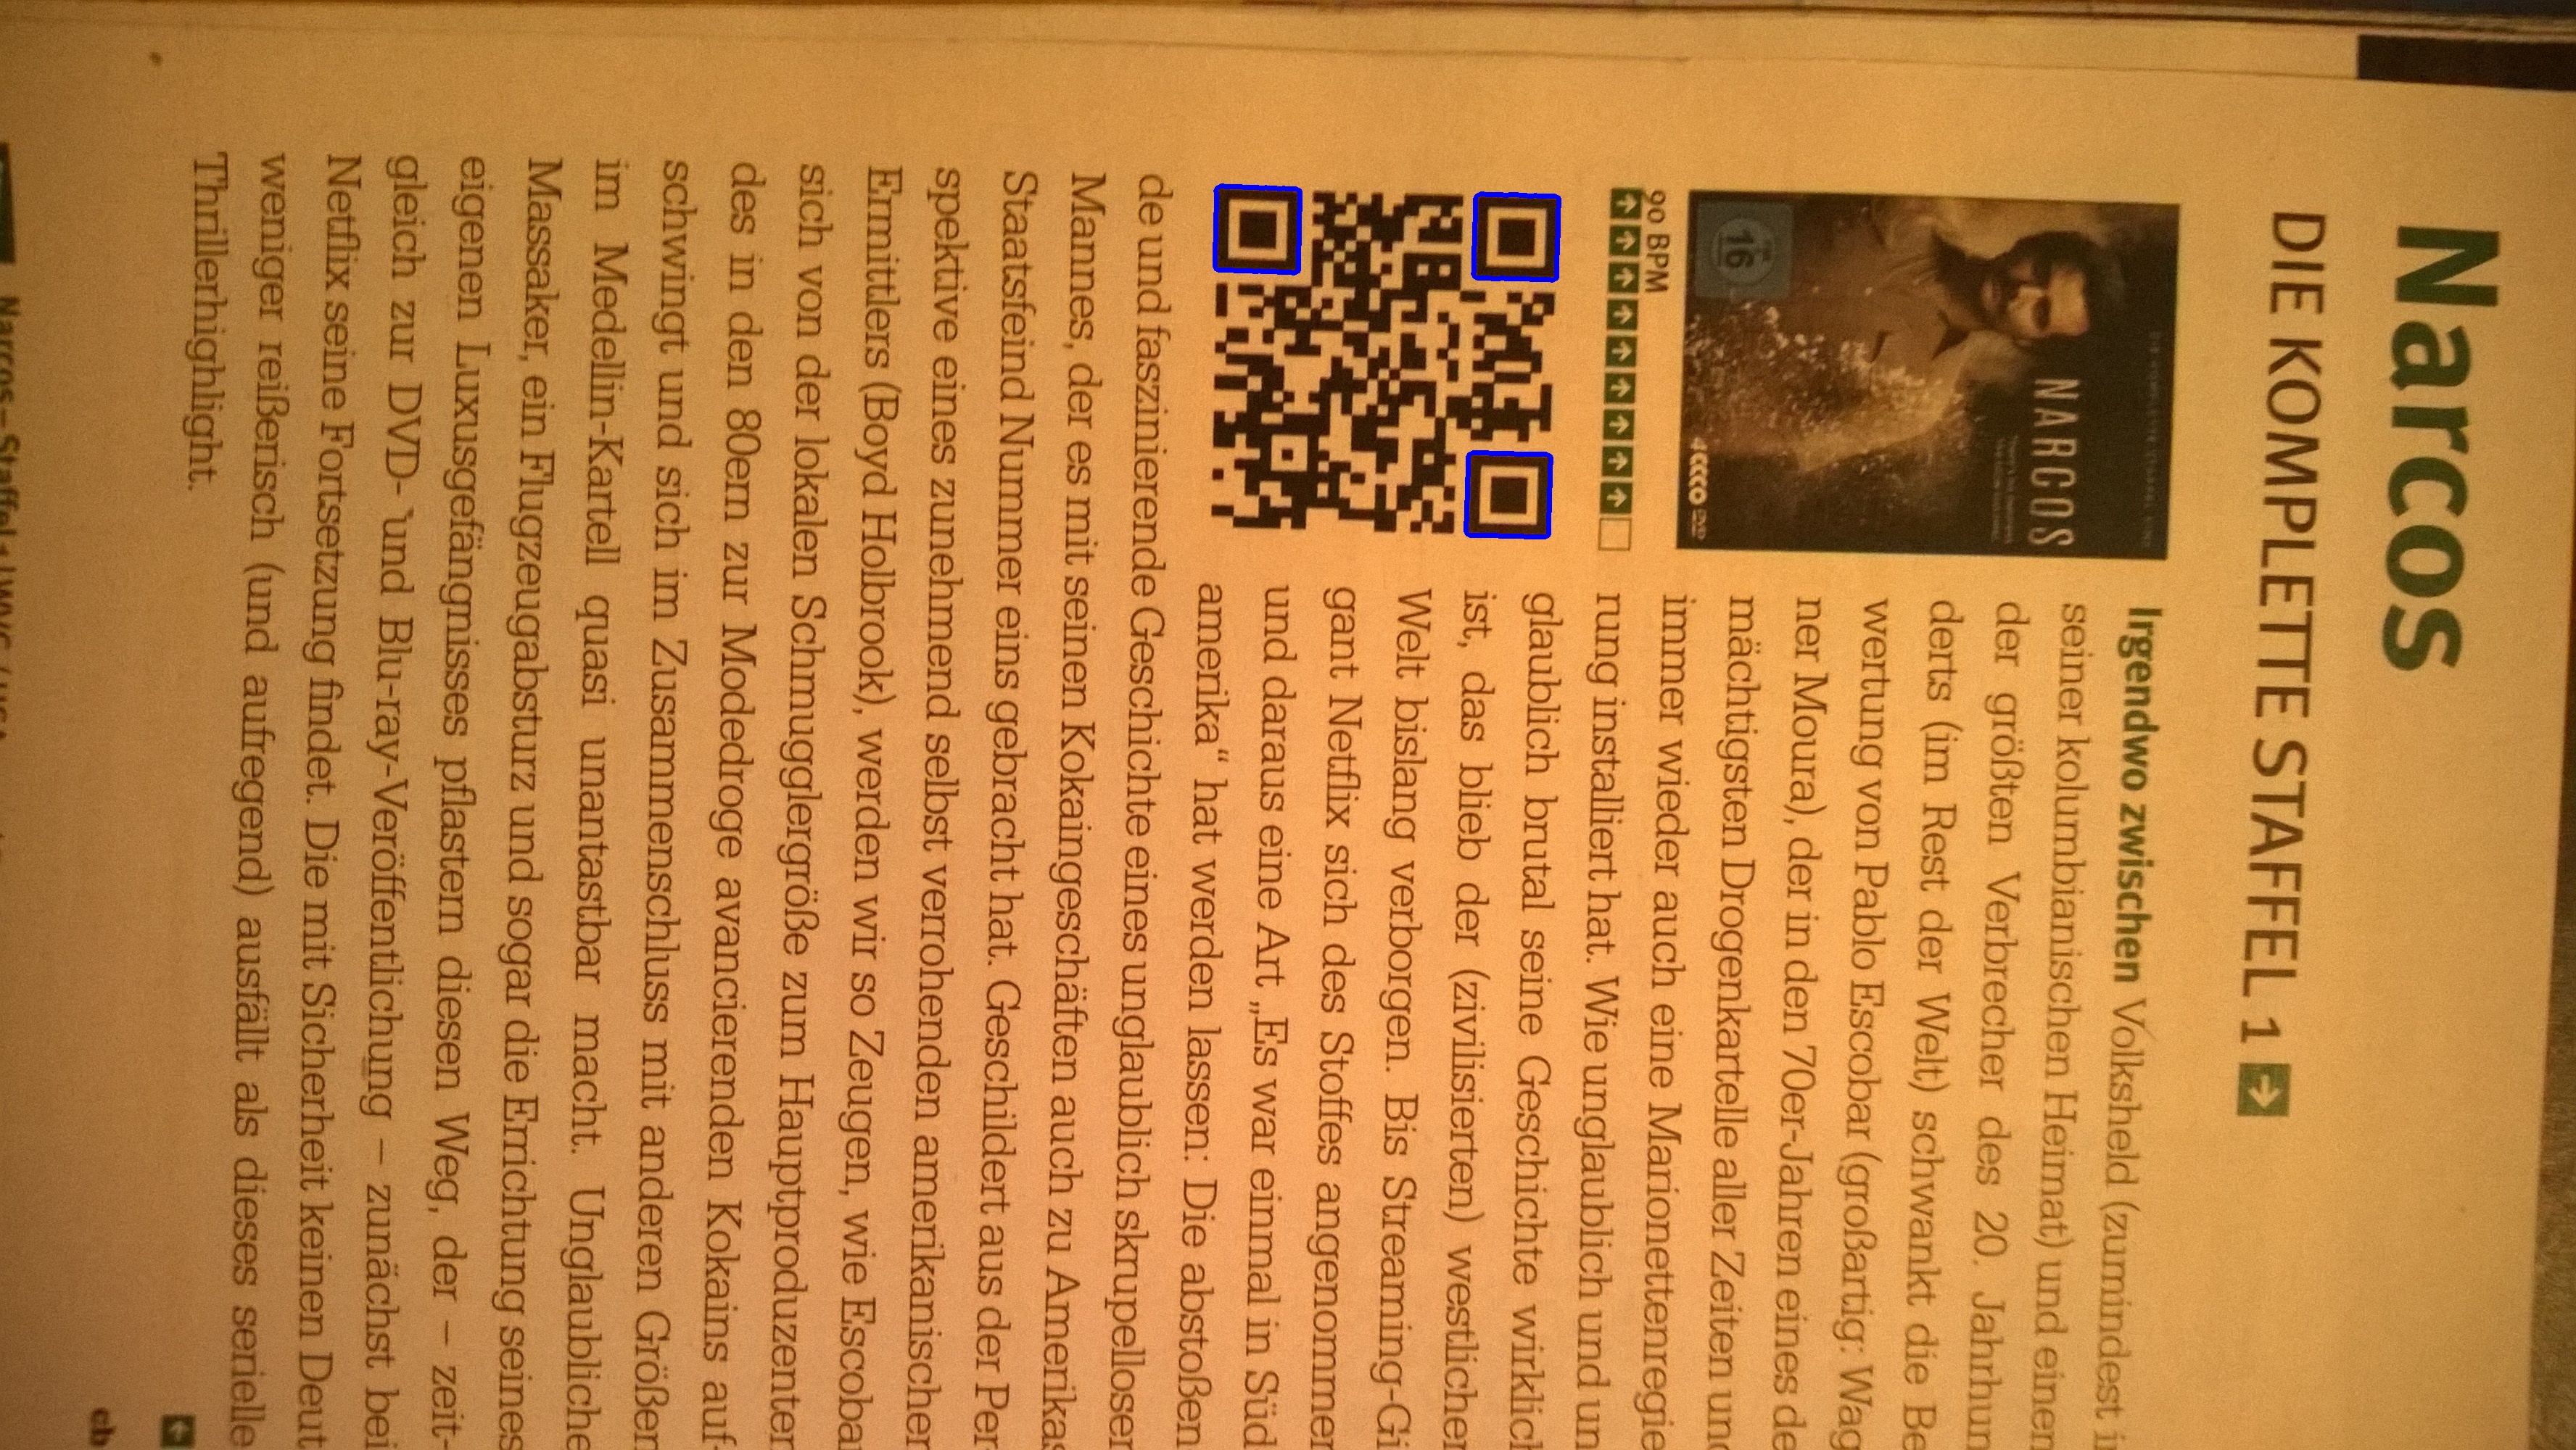 Narcos
DIE KOMPLETTE STAFFEL 1
NARCOS
16
90 BPM
Irgendwo zwischen Volksheld (zumindest
seiner kolumbianischen Heimat) und einen
der größten Verbrecher des 20. Jahrhun
derts (im Rest der Welt) schwankt die Be
wertung von Pablo Escobar (großartig: Wag
ner Moura), der in den 70er-Jahren eines de
mächtigsten Drogenkartelle aller Zeiten und
immer wieder auch eine Marionettenregie
rung installiert hat. Wie unglaublich und un
glaublich brutal seine Geschichte wirklich
ist, das blieb der (zivilisierten) westlichen
Welt bislang verborgen. Bis Streaming-Gi
gant Netflix sich des Stoffes angenommen
und daraus eine Art „Es war einmal in Süd
amerika“ hat werden lassen: Die abstoßen
de und faszinierende Geschichte eines unglaublich skrupellosen
Mannes, der es mit seinen Kokaingeschäften auch zu Amerikas
Staatsfeind Nummer eins gebracht hat. Geschildert aus der Per-
spektive eines zunehmend selbst verrohenden amerikanischen
Ermittlers (Boyd Holbrook), werden wir so Zeugen, wie Escobar
sich von der lokalen Schmugglergröße zum Hauptproduzenten
des in den 80ern zur Modedroge avancierenden Kokains auf-
schwingt und sich im Zusammenschluss mit anderen Größen
im Medellin-Kartell quasi unantastbar macht. Unglaubliche
Massaker, ein Flugzeugabsturz und sogar die Errichtung seines
eigenen Luxusgefängnisses pflastern diesen Weg, der – zeit-
gleich zur DVD- und Blu-ray-Veröffentlichung – zunächst bei
Netflix seine Fortsetzung findet. Die mit Sicherheit keinen Deut
weniger reißerisch (und aufregend) ausfällt als dieses serielle
Thrillerhighlight.
cb